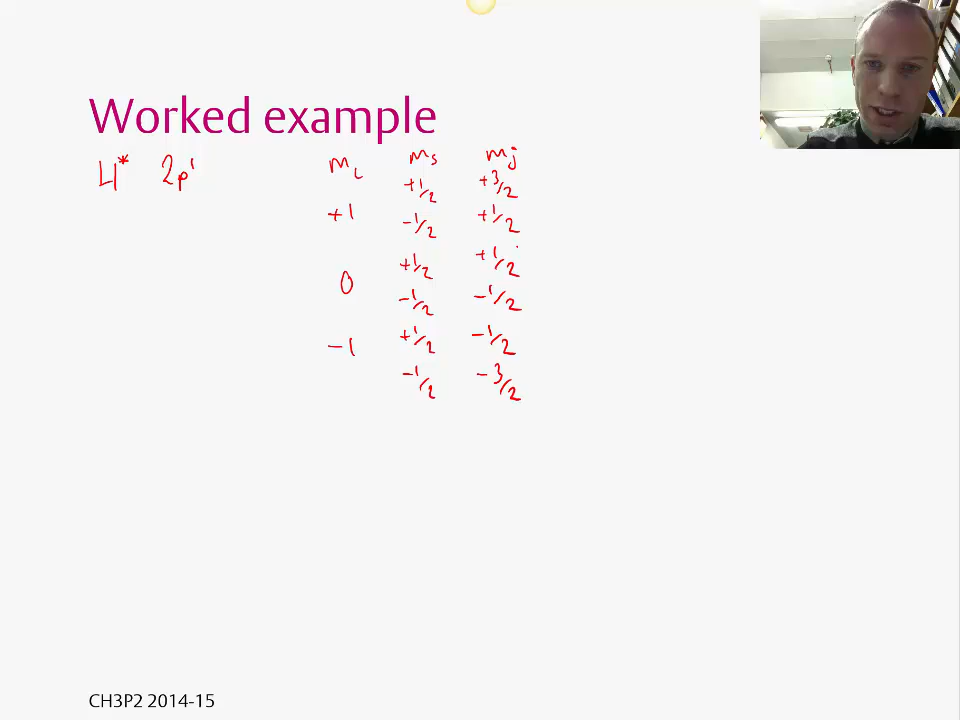 Worked example
Li* 2p¹
m_L m_s m_j
+1/2 +3/2
+1
-1/2 +1/2
+1/2 +1/2
0
-1/2 -1/2
+1/2 -1/2
-1
-1/2 -3/2
CH3P2 2014-15